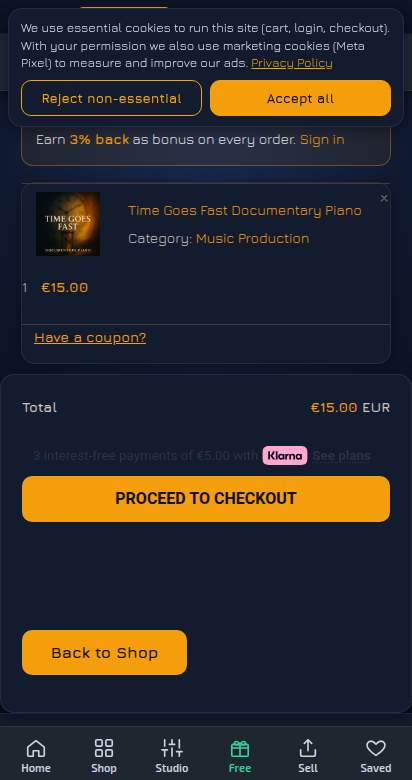 We use essential cookies to run this site (cart, login, checkout).
With your permission we also use marketing cookies (Meta
Pixel) to measure and improve our ads. Privacy Policy
Reject non-essential
Accept all
Earn 3% back as bonus on every order. Sign in
×
TIME GOES
FAST
Time Goes Fast Documentary Piano
Category: Music Production
1 €15.00
Have a coupon?
Total €15.00 EUR
3 interest-free payments of €5.00 with Klarna See plans
PROCEED TO CHECKOUT
Back to Shop
Home Shop Studio Free Sell Saved